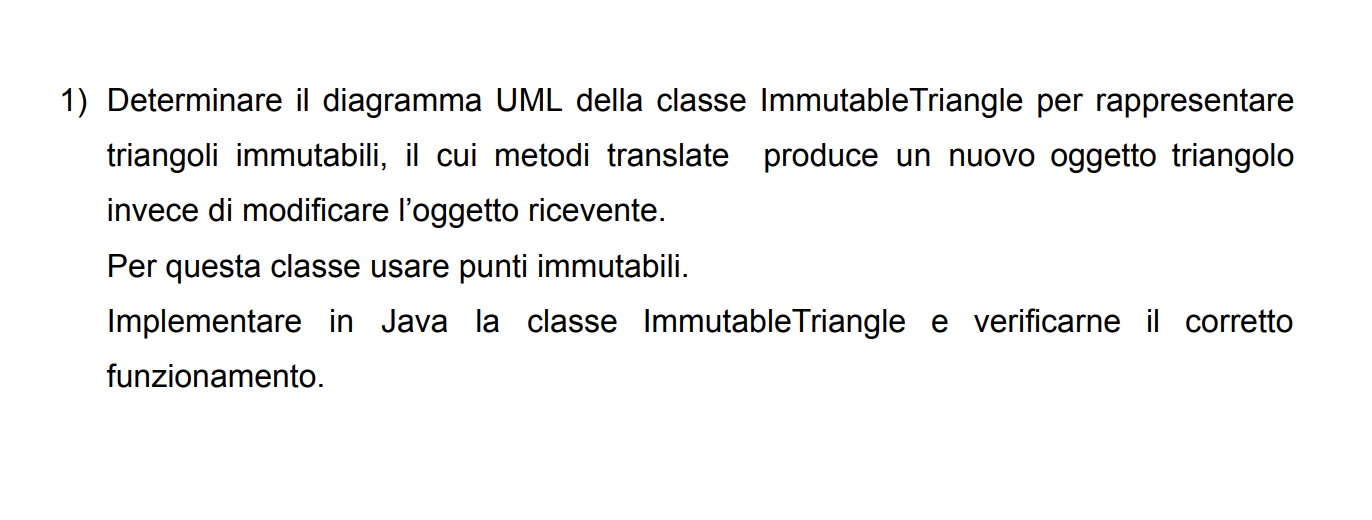 1) Determinare il diagramma UML della classe ImmutableTriangle per rappresentare
triangoli immutabili, il cui metodi translate produce un nuovo oggetto triangolo
invece di modificare l’oggetto ricevente.
Per questa classe usare punti immutabili.
Implementare in Java la classe ImmutableTriangle e verificarne il corretto
funzionamento.